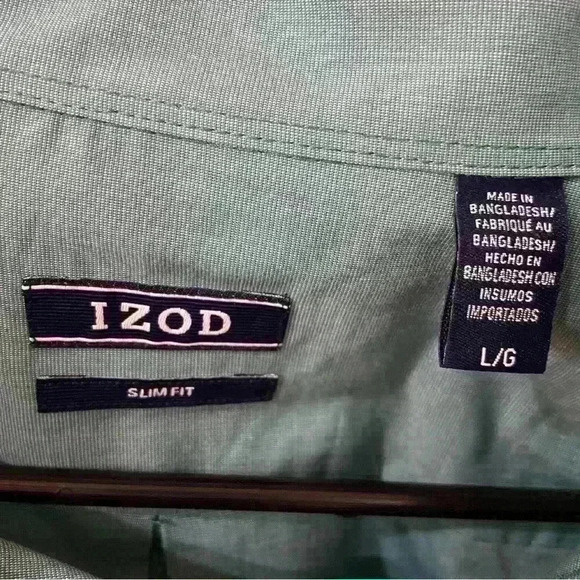 IZOD
SLIM FIT
MADE IN
BANGLADESH/
FABRIQUÉ AU
BANGLADESH/
HECHO EN
BANGLADESH CON
INSUMOS
IMPORTADOS
L/G